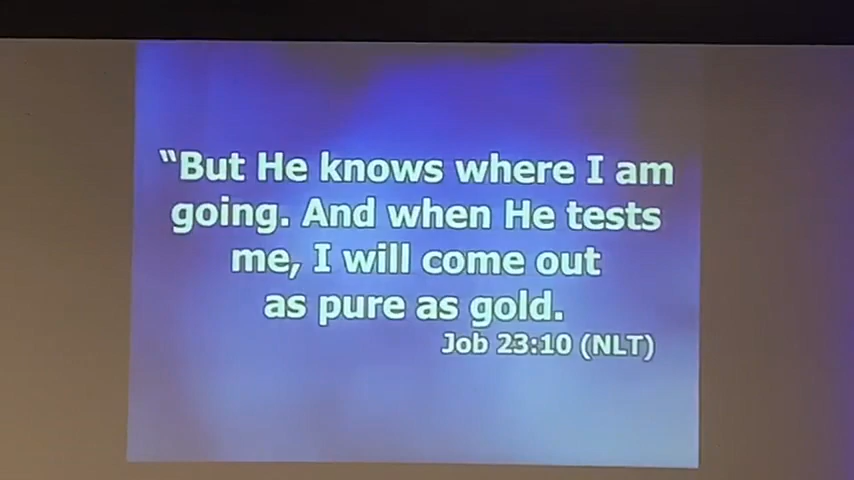 "But He knows where I am
going. And when He tests
me, I will come out
as pure as gold.
Job 23:10 (NLT)